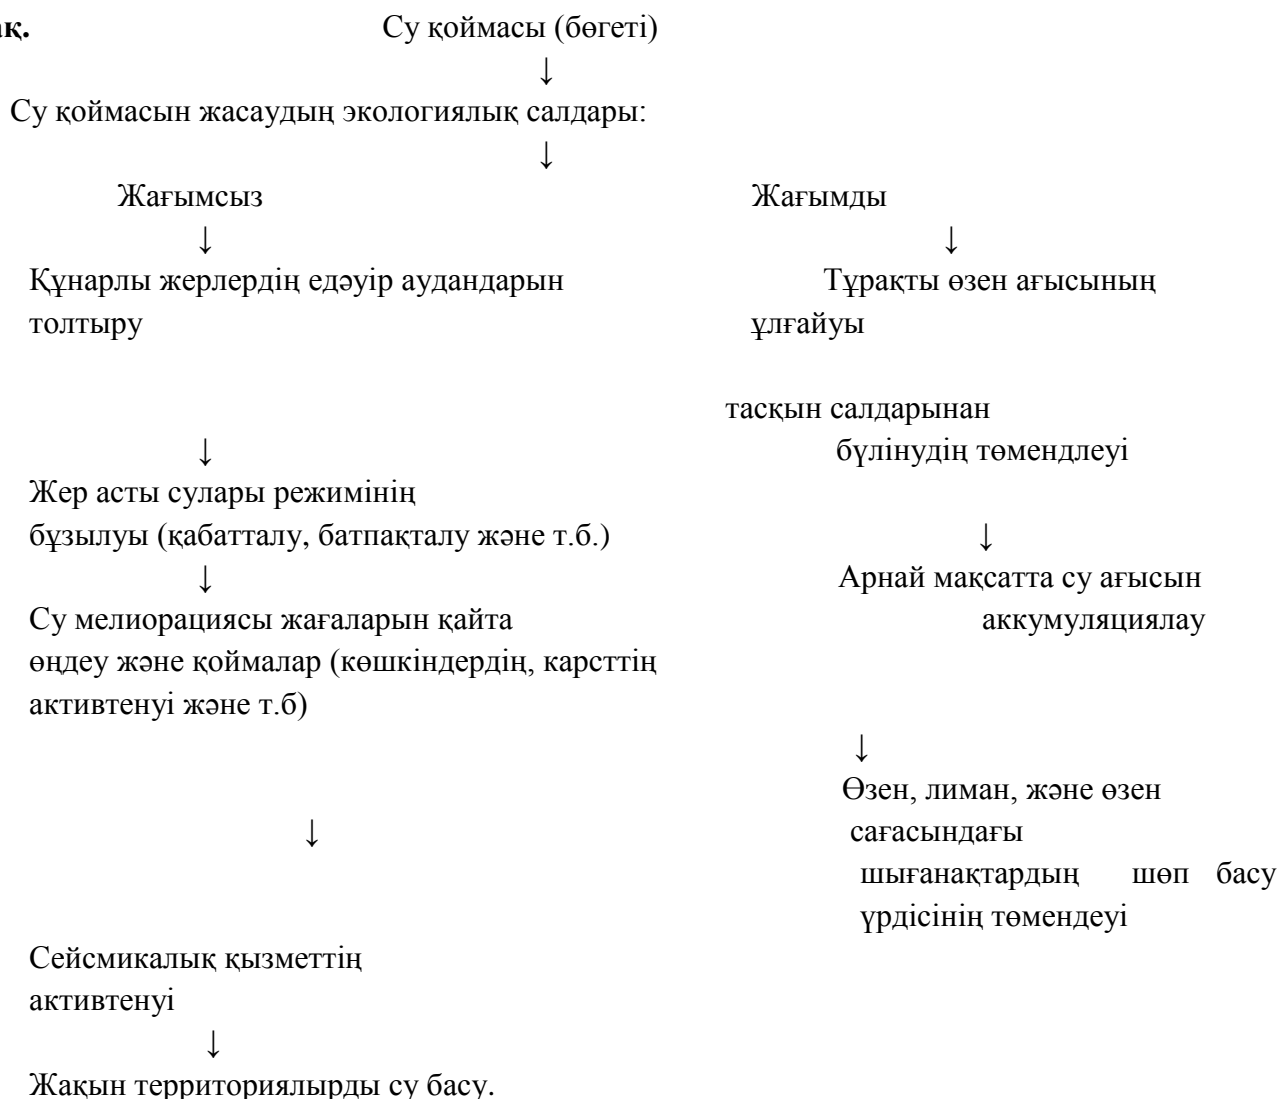 ақ. Су қоймасы (бөгеті)
↓
Су қоймасын жасаудың экологиялық салдары:
↓
Жағымсыз Жағымды
↓ ↓
Құнарлы жерлердің едәуір аудандарын Тұрақты өзен ағысының
толтыру ұлғайуы
тасқын салдарынан
↓ бүлінудің төмендлеуі
Жер асты сулары режимінің
бұзылуы (қабатталу, батпақталу және т.б.) ↓
↓ Арнай мақсатта су ағысын
Су мелиорациясы жағаларын қайта аккумуляциялау
өңдеу және қоймалар (көшкіндердің, карсттің
активтенуі және т.б)
↓
Өзен, лиман, және өзен
↓ сағасындағы
шығанақтардың шөп басу
үрдісінің төмендеуі
Сейсмикалық қызметтің
активтенуі
↓
Жақын территориялырды су басу.